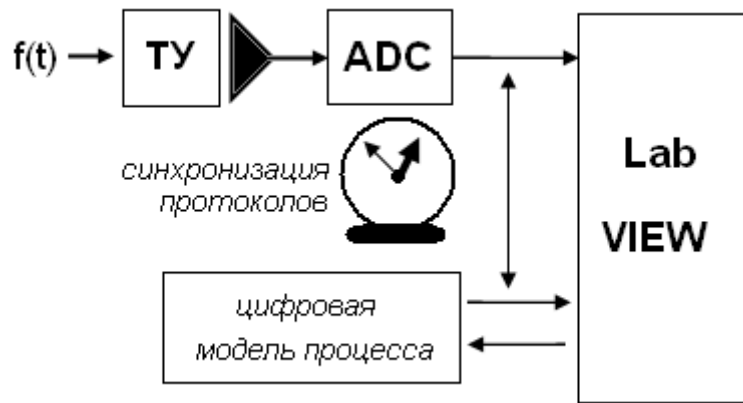 f(t)
ТУ
ADC
Lab
VIEW
синхронизация
протоколов
цифровая
модель процесса